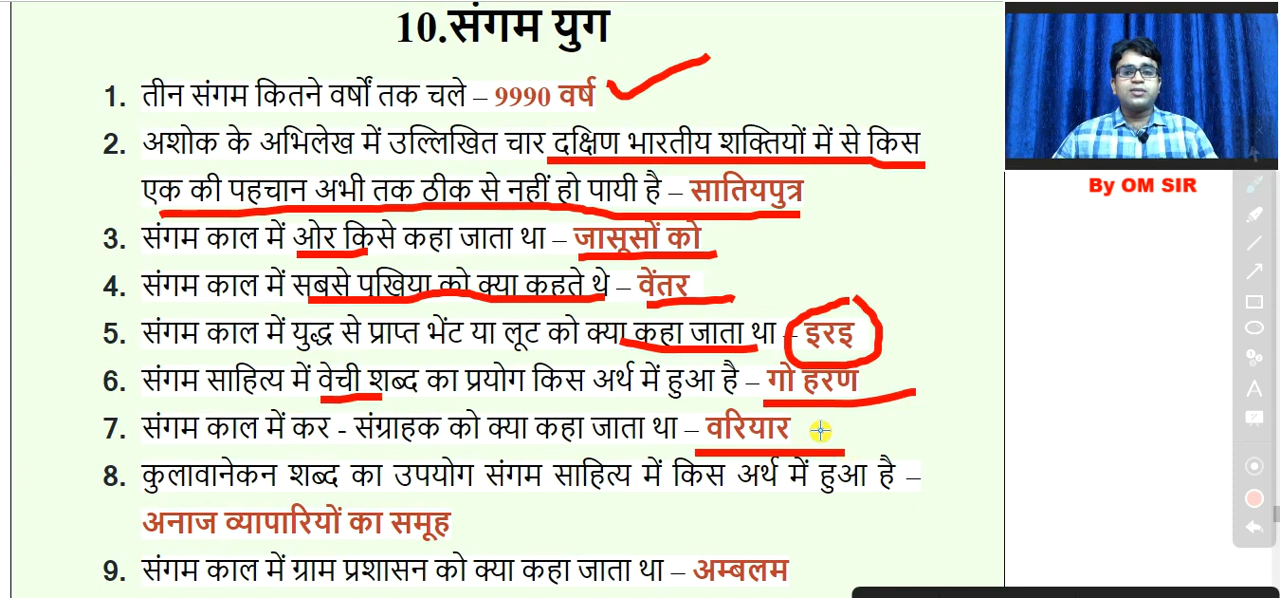 10.संगम युग
1. तीन संगम कितने वर्षों तक चले – 9990 वर्ष
2. अशोक के अभिलेख में उल्लिखित चार दक्षिण भारतीय शक्तियों में से किस
एक की पहचान अभी तक ठीक से नहीं हो पायी है – सातियपुत्र
3. संगम काल में ओर किसे कहा जाता था – जासूसों को
4. संगम काल में सबसे पुखिया को क्या कहते थे – वेंतर
5. संगम काल में युद्ध से प्राप्त भेंट या लूट को क्या कहा जाता था – इरइ
6. संगम साहित्य में वेची शब्द का प्रयोग किस अर्थ में हुआ है – गो हरण
7. संगम काल में कर - संग्राहक को क्या कहा जाता था – वरियार
8. कुलावानेकन शब्द का उपयोग संगम साहित्य में किस अर्थ में हुआ है –
अनाज व्यापारियों का समूह
9. संगम काल में ग्राम प्रशासन को क्या कहा जाता था – अम्बलम
By OM SIR